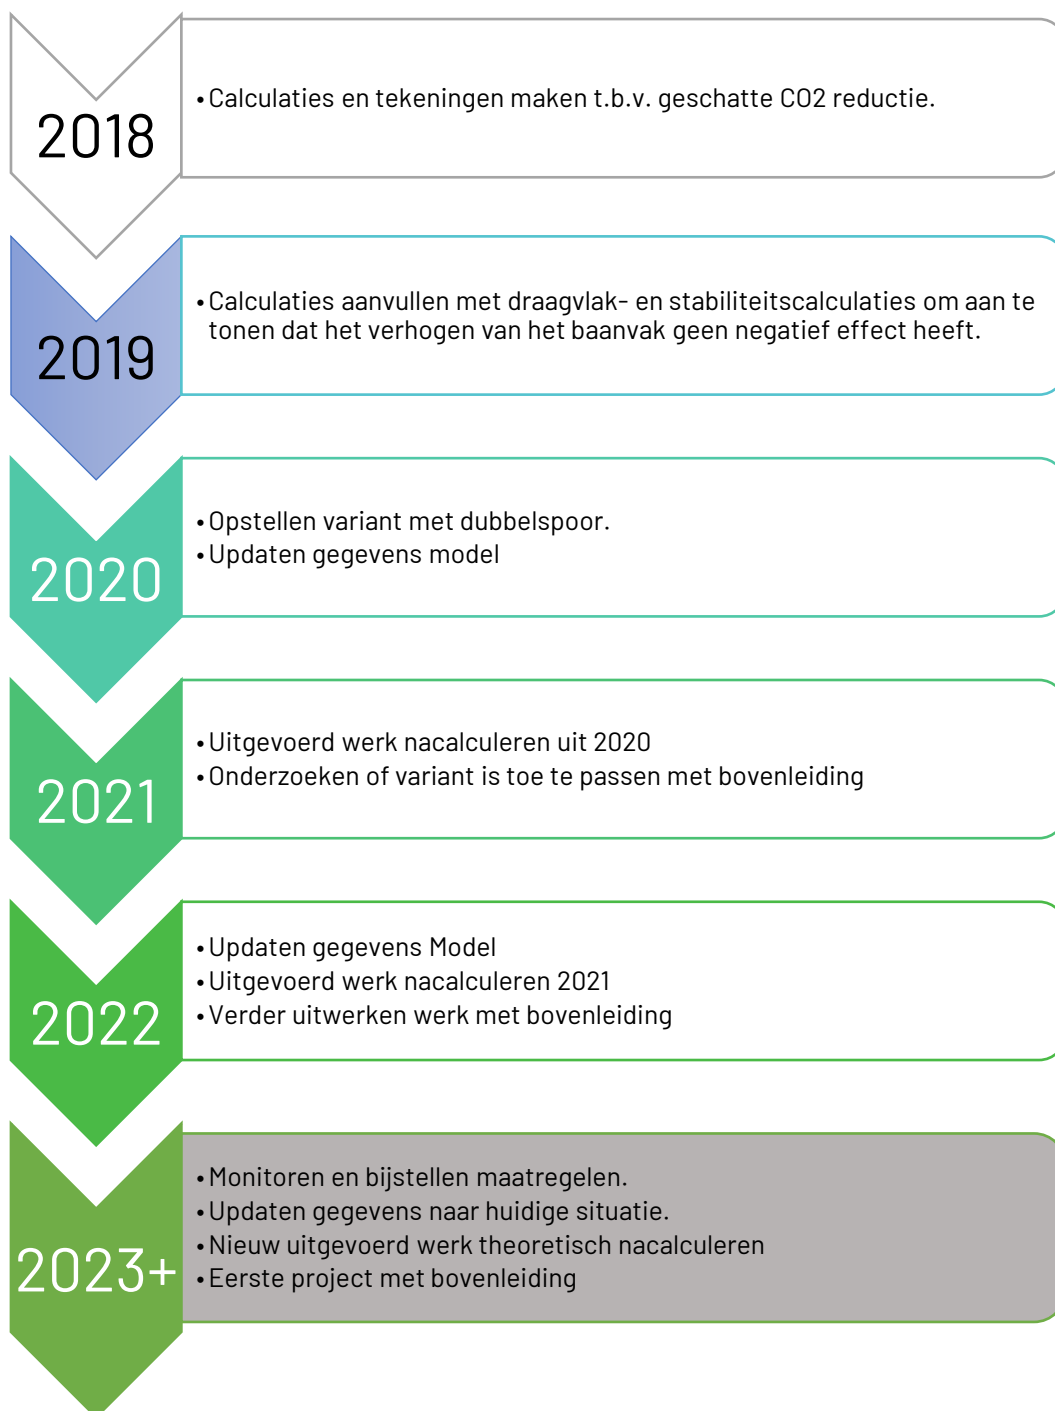 2018
•Calculaties en tekeningen maken t.b.v. geschatte CO2 reductie.
2019
•Calculaties aanvullen met draagvlak- en stabiliteitscalculaties om aan te
tonen dat het verhogen van het baanvak geen negatief effect heeft.
2020
•Opstellen variant met dubbelspoor.
•Updaten gegevens model
2021
•Uitgevoerd werk nacalculeren uit 2020
•Onderzoeken of variant is toe te passen met bovenleiding
2022
•Updaten gegevens Model
•Uitgevoerd werk nacalculeren 2021
•Verder uitwerken werk met bovenleiding
2023+
•Monitoren en bijstellen maatregelen.
•Updaten gegevens naar huidige situatie.
•Nieuw uitgevoerd werk theoretisch nacalculeren
•Eerste project met bovenleiding